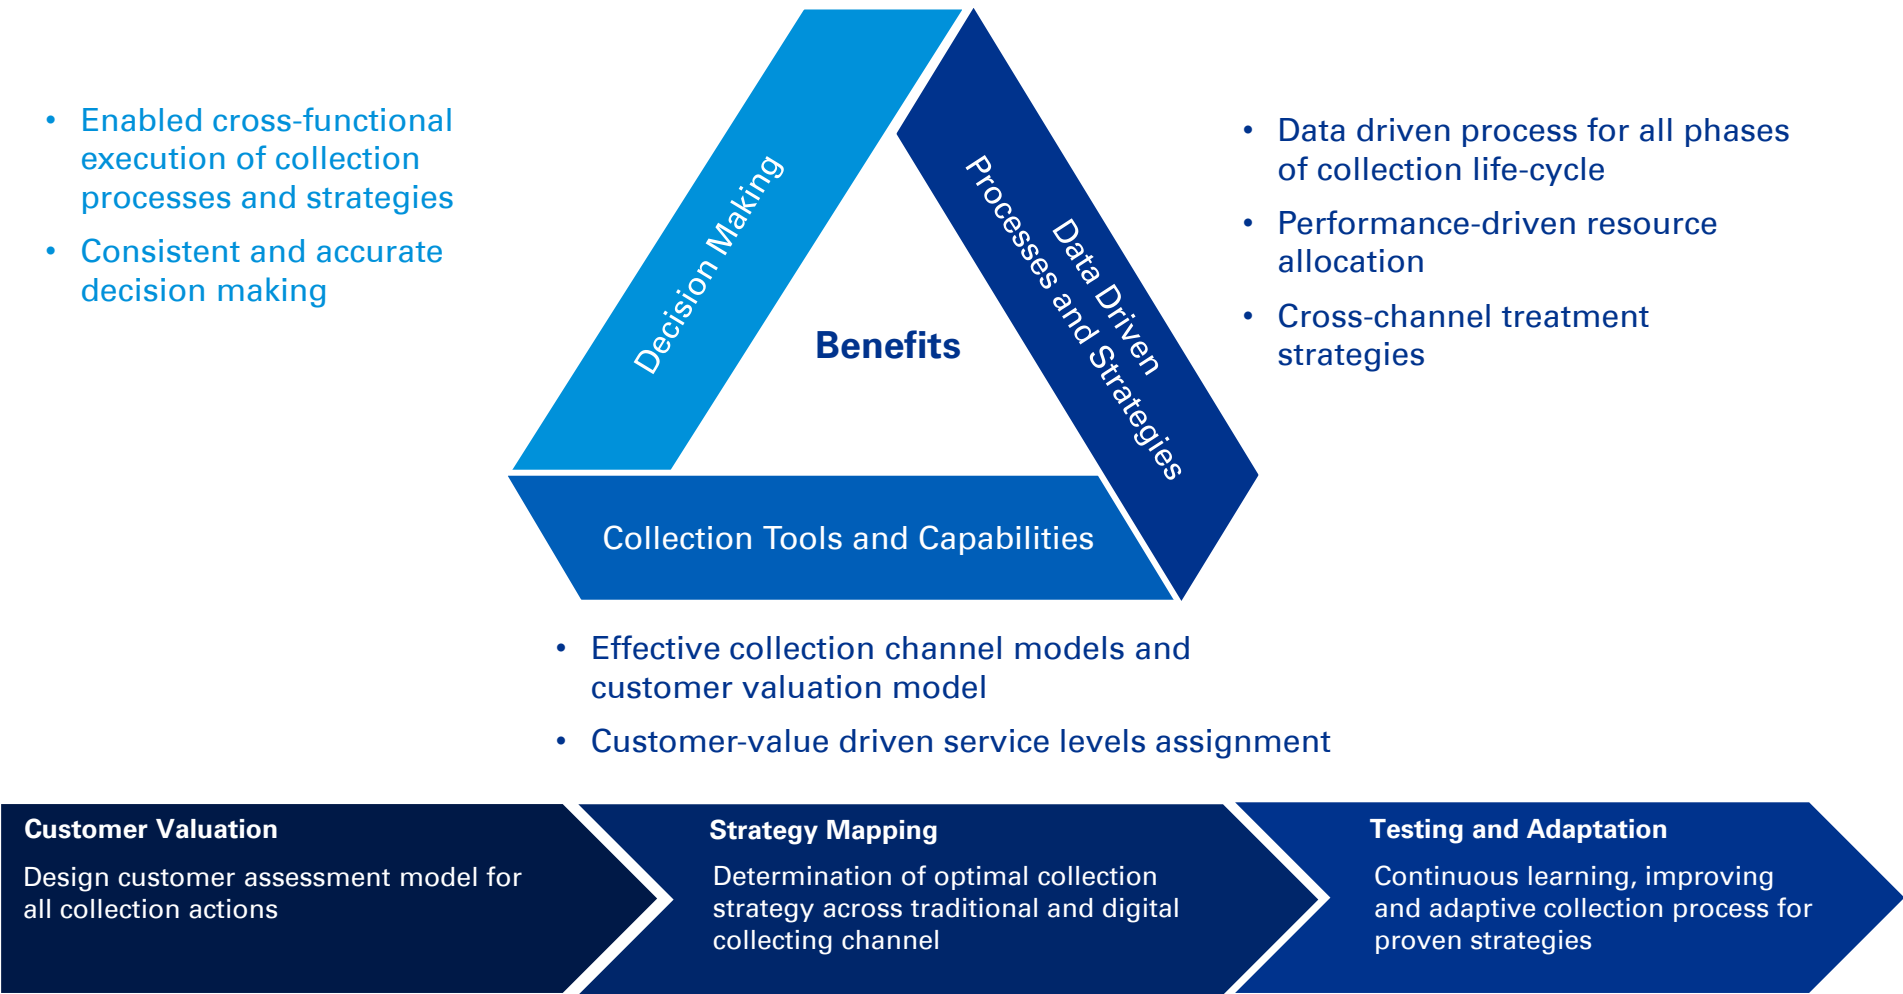 • Enabled cross-functional
execution of collection
processes and strategies
• Consistent and accurate
decision making
Decision Making
Data Driven
Processes and Strategies
Benefits
Collection Tools and Capabilities
• Data driven process for all phases
of collection life-cycle
• Performance-driven resource
allocation
• Cross-channel treatment
strategies
• Effective collection channel models and
customer valuation model
• Customer-value driven service levels assignment
Customer Valuation
Design customer assessment model for
all collection actions
Strategy Mapping
Determination of optimal collection
strategy across traditional and digital
collecting channel
Testing and Adaptation
Continuous learning, improving
and adaptive collection process for
proven strategies